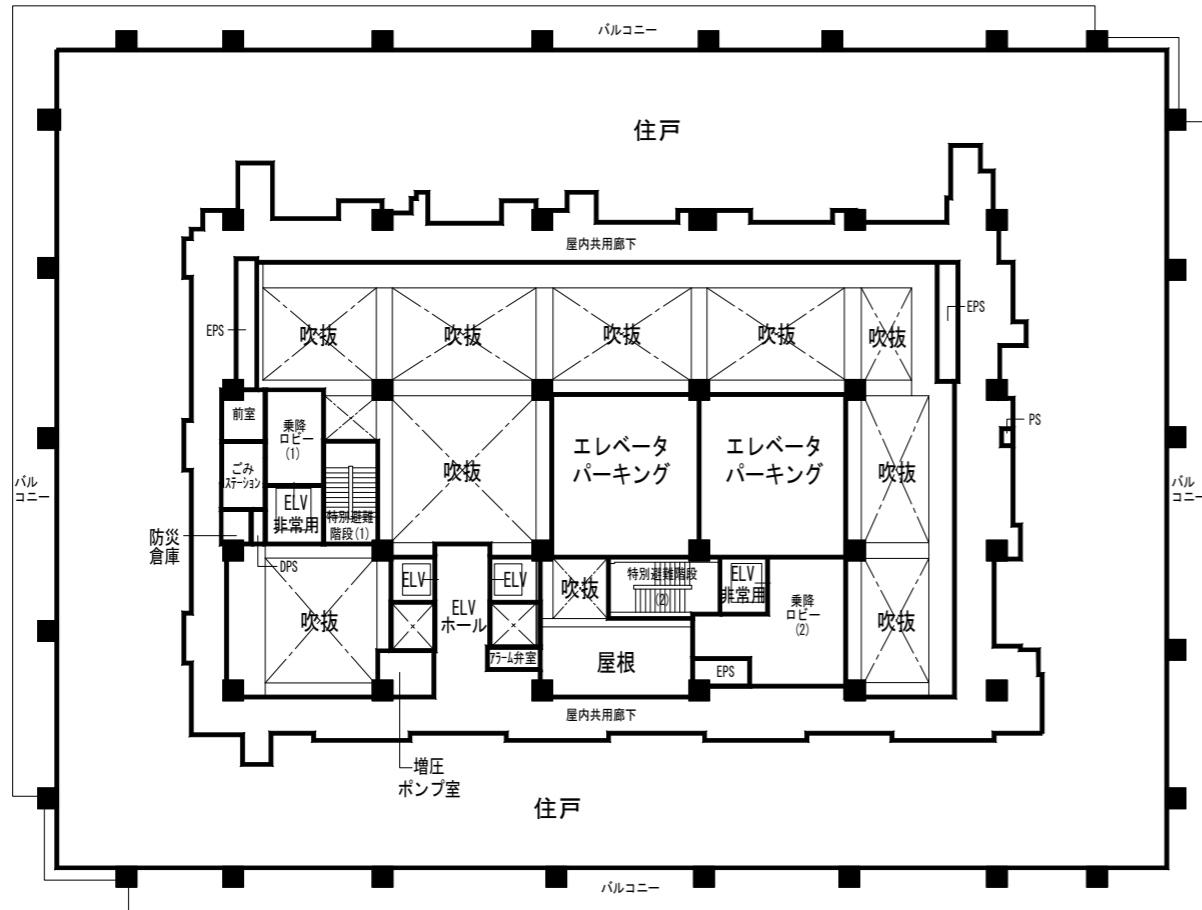 バルコニー
住戸
屋内共用廊下
EPS
吹抜
吹抜
吹抜
吹抜
吹抜
EPS
前室
乗降
ロビー
(1)
エレベータ
パーキング
エレベータ
パーキング
PS
ごみ
ステーション
吹抜
吹抜
バル
コニー
バル
コニー
ELV
非常用
特別避難
階段(1)
防災
倉庫
DPS
ELV
ELV
吹抜
特別避難階段
(2)
ELV
非常用
乗降
ロビー
(2)
吹抜
ELV
ホール
吹抜
アラーム弁室
屋根
EPS
屋内共用廊下
増圧
ポンプ室
住戸
バルコニー